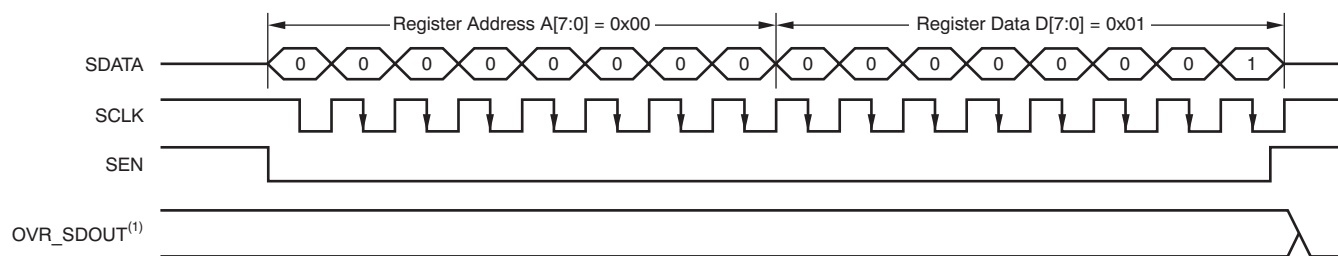 Register Address A[7:0] = 0x00 Register Data D[7:0] = 0x01
SDATA 0 0 0 0 0 0 0 0 0 0 0 0 0 0 0 1
SCLK
SEN
OVR_SDOUT(1)